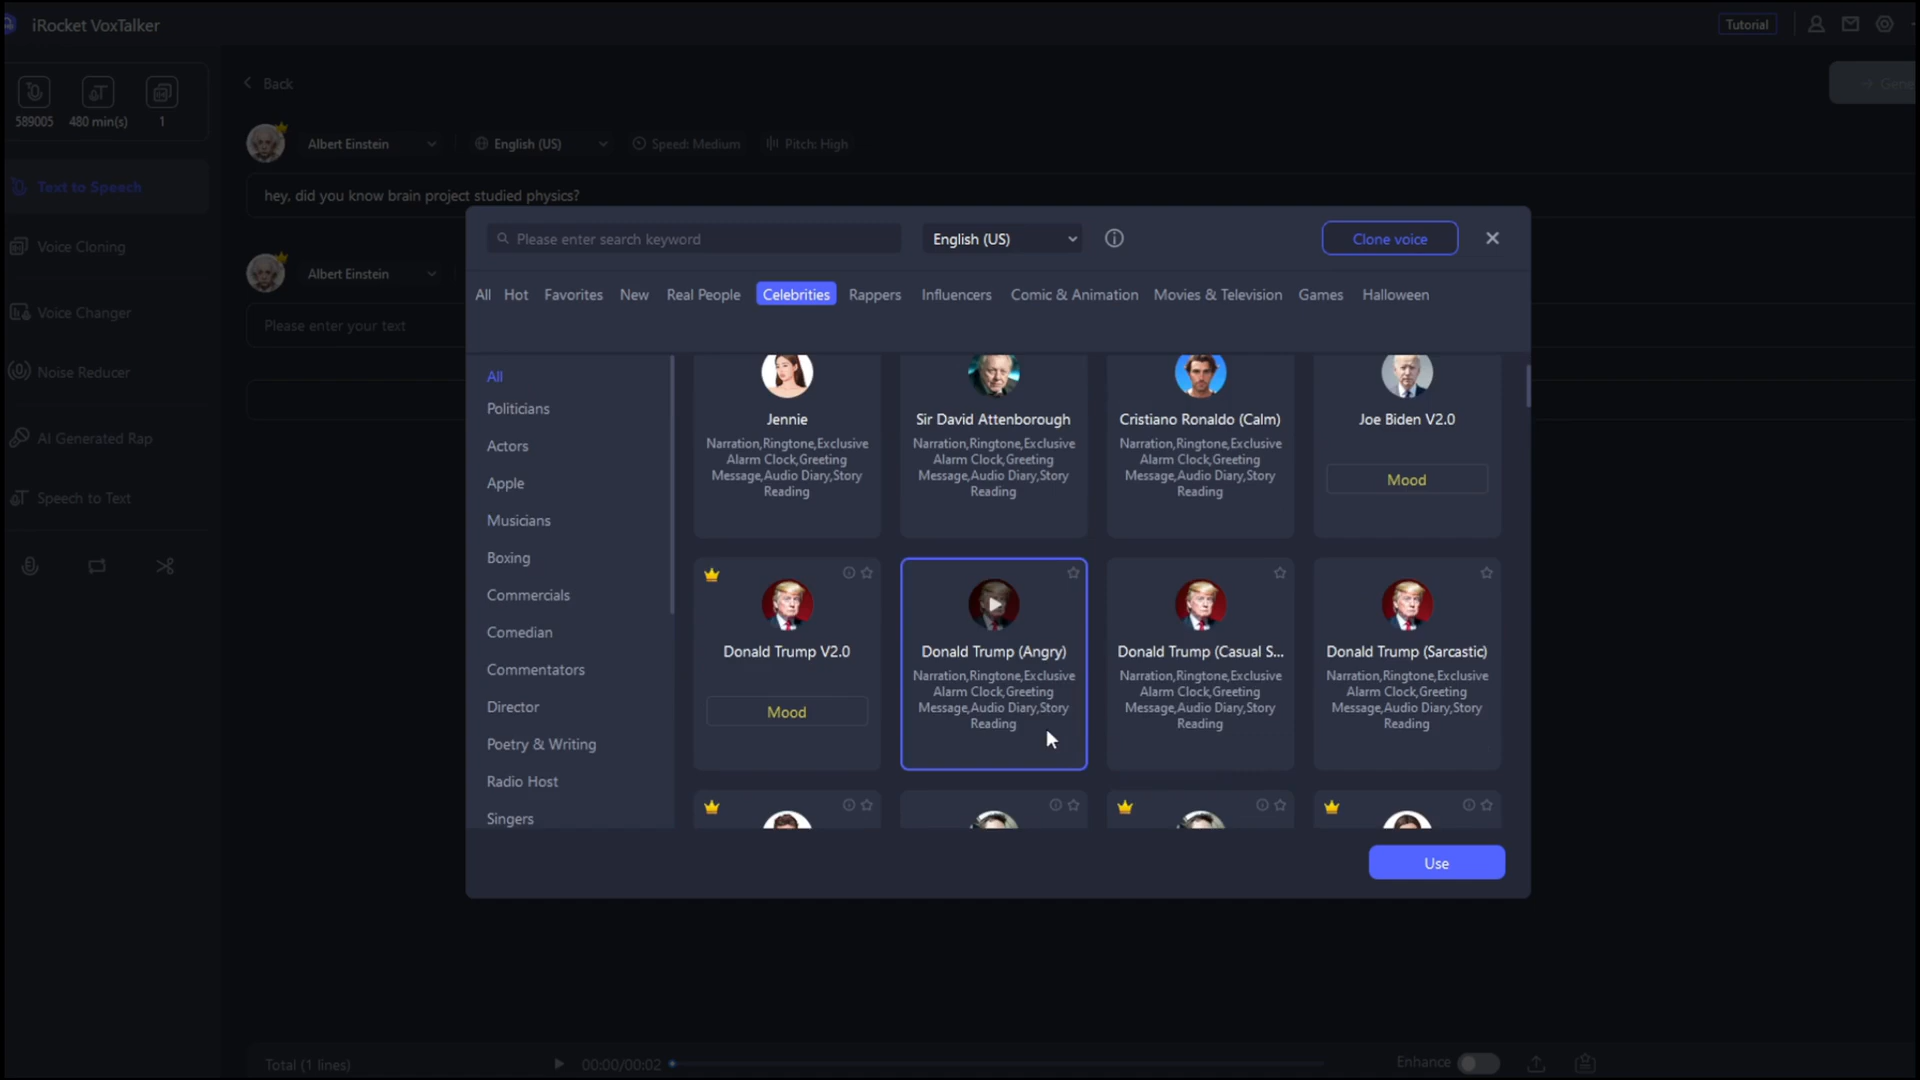 iRocket VoxTalker
Tutorial
589005
480 min(s)
1
Back
Gene
Albert Einstein
English (US)
Speed: Medium
Pitch: High
Text to Speech
hey, did you know brain project studied physics?
Voice Cloning
Albert Einstein
Please enter your text
Voice Changer
Noise Reducer
AI Generated Rap
Speech to Text
Please enter search keyword
English (US)
Clone voice
All
Hot
Favorites
New
Real People
Celebrities
Rappers
Influencers
Comic & Animation
Movies & Television
Games
Halloween
All
Politicians
Actors
Apple
Musicians
Boxing
Commercials
Comedian
Commentators
Director
Poetry & Writing
Radio Host
Singers
Jennie
Narration,Ringtone,Exclusive
Alarm Clock,Greeting
Message,Audio Diary,Story
Reading
Sir David Attenborough
Narration,Ringtone,Exclusive
Alarm Clock,Greeting
Message,Audio Diary,Story
Reading
Cristiano Ronaldo (Calm)
Narration,Ringtone,Exclusive
Alarm Clock,Greeting
Message,Audio Diary,Story
Reading
Joe Biden V2.0
Mood
Donald Trump V2.0
Mood
Donald Trump (Angry)
Narration,Ringtone,Exclusive
Alarm Clock,Greeting
Message,Audio Diary,Story
Reading
Donald Trump (Casual S...
Narration,Ringtone,Exclusive
Alarm Clock,Greeting
Message,Audio Diary,Story
Reading
Donald Trump (Sarcastic)
Narration,Ringtone,Exclusive
Alarm Clock,Greeting
Message,Audio Diary,Story
Reading
Use
Total (1 lines)
00:00/00:02
Enhance